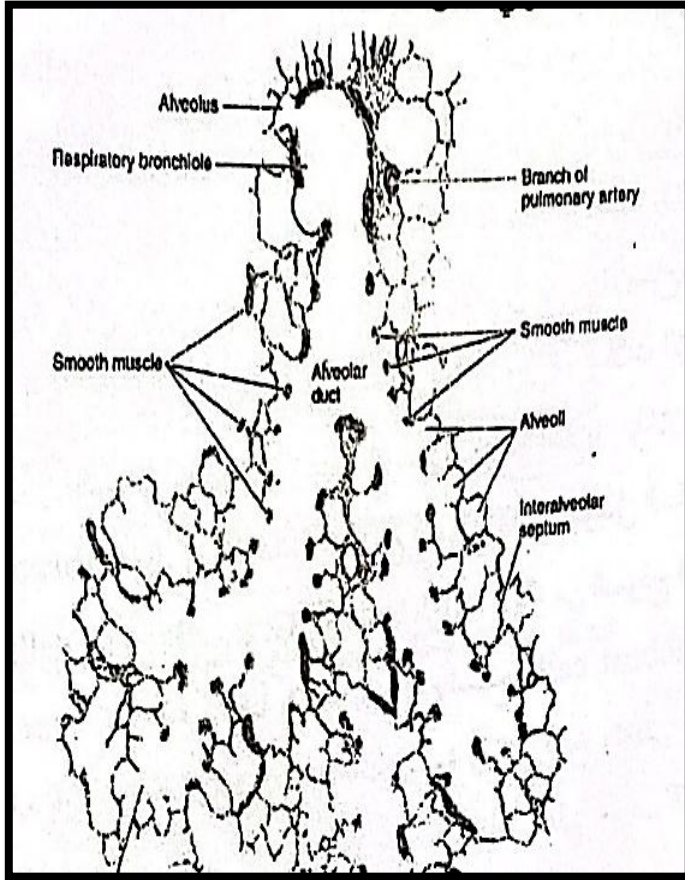 Alveolus
Respiratory bronchiole
Branch of
pulmonary artery
Smooth muscle
Smooth muscle
Alveolar
duct
Alveoli
Interalveolar
septum